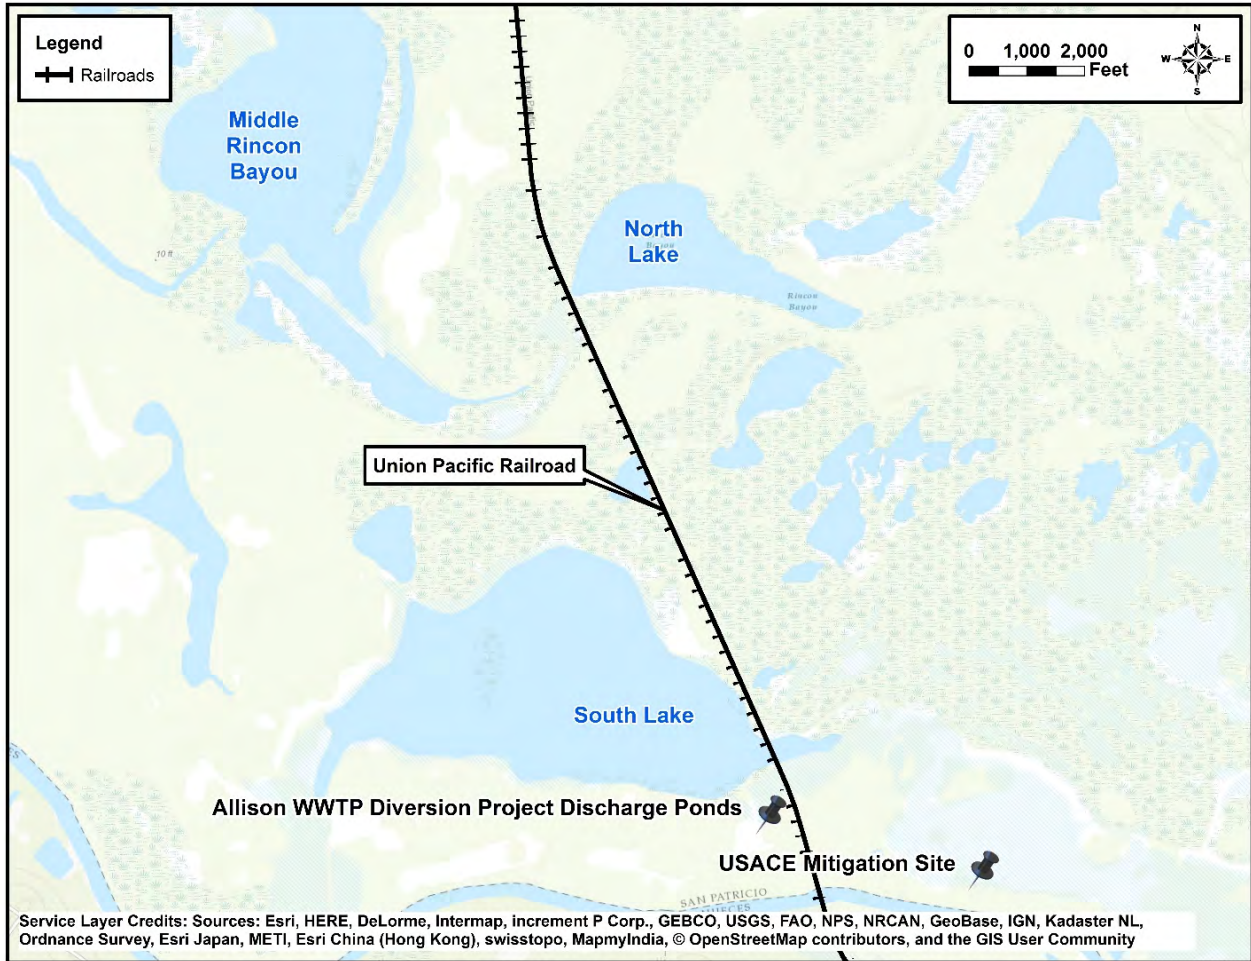 Legend
Railroads
0 1,000 2,000
Feet
N
W E
S
Middle
Rincon
Bayou
North
Lake
Bayou
Rincon
Bayou
10 ft
Union Pacific Railroad
South Lake
Allison WWTP Diversion Project Discharge Ponds
USACE Mitigation Site
SAN PATRICIO
NUECES
Service Layer Credits: Sources: Esri, HERE, DeLorme, Intermap, increment P Corp., GEBCO, USGS, FAO, NPS, NRCAN, GeoBase, IGN, Kadaster NL,
Ordnance Survey, Esri Japan, METI, Esri China (Hong Kong), swisstopo, MapmyIndia, © OpenStreetMap contributors, and the GIS User Community